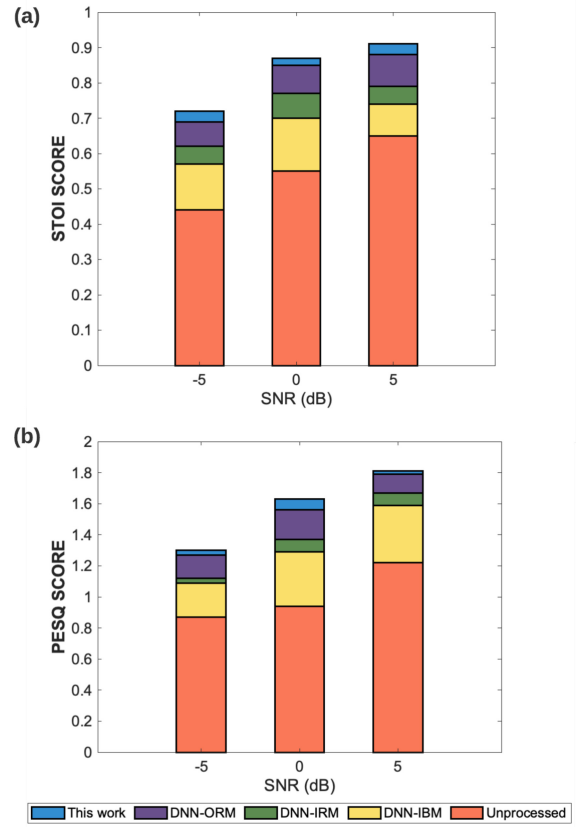 (a)
STOI SCORE
1
0.9
0.8
0.7
0.6
0.5
0.4
0.3
0.2
0.1
0
-5 0 5
SNR (dB)
(b)
PESQ SCORE
2
1.8
1.6
1.4
1.2
1
0.8
0.6
0.4
0.2
0
-5 0 5
SNR (dB)
This work DNN-ORM DNN-IRM DNN-IBM Unprocessed